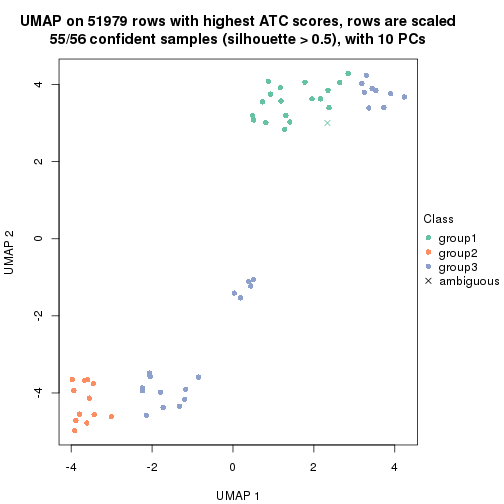 UMAP on 51979 rows with highest ATC scores, rows are scaled
55/56 confident samples (silhouette > 0.5), with 10 PCs
4
2
0
-2
-4
UMAP 2
-4
-2
0
2
4
UMAP 1
Class
group1
group2
group3
ambiguous